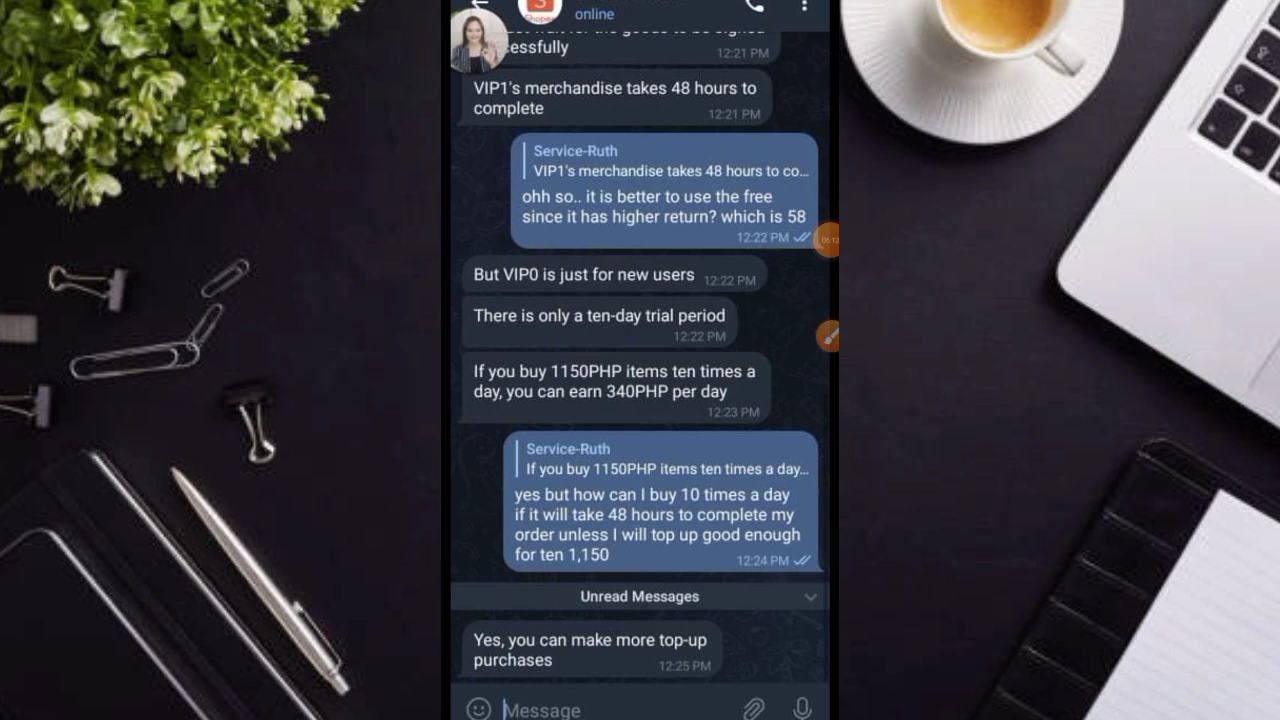 online
cessfully
12:21 PM
VIP1's merchandise takes 48 hours to
complete
12:21 PM
Service-Ruth
VIP1's merchandise takes 48 hours to co...
ohh so.. it is better to use the free
since it has higher return? which is 58
12:22 PM
But VIP0 is just for new users
12:22 PM
There is only a ten-day trial period
12:22 PM
If you buy 1150PHP items ten times a
day, you can earn 340PHP per day
12:23 PM
Service-Ruth
If you buy 1150PHP items ten times a day...
yes but how can I buy 10 times a day
if it will take 48 hours to complete my
order unless I will top up good enough
for ten 1,150
12:24 PM
Unread Messages
Yes, you can make more top-up
purchases
12:25 PM
Message